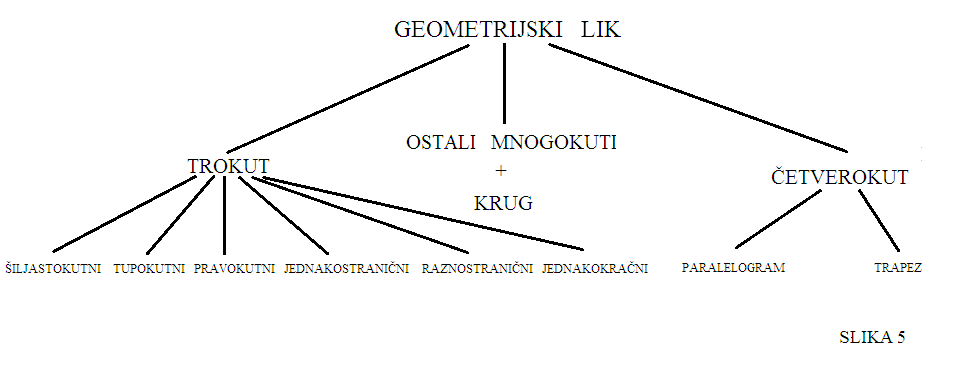 GEOMETRIJSKI LIK
OSTALI MNOGOKUTI
+
KRUG
TROKUT
ČETVEROKUT
ŠILJASTOKUTNI TUPOKUTNI PRAVOKUTNI JEDNAKOSTRANIČNI RAZNOSTRANIČNI JEDNAKOKRAČNI PARALELOGRAM TRAPEZ
SLIKA 5